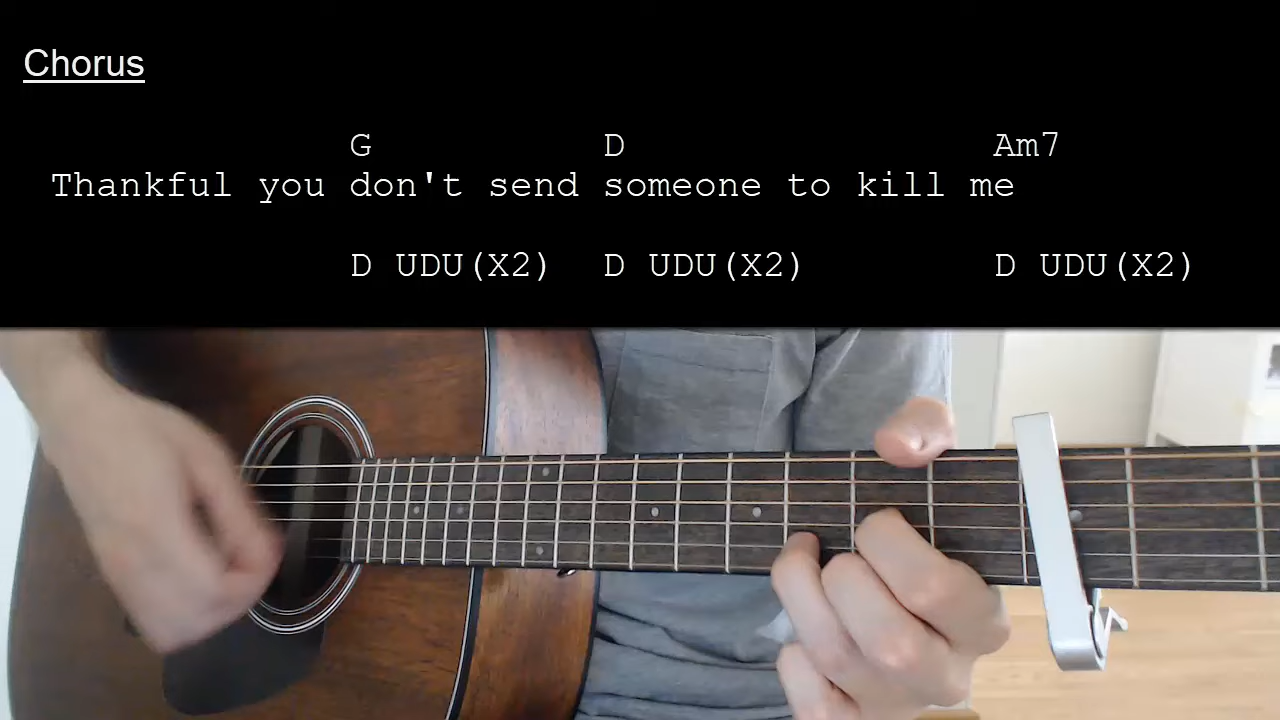 Chorus
G D Am7
Thankful you don't send someone to kill me
D UDU(X2) D UDU(X2) D UDU(X2)